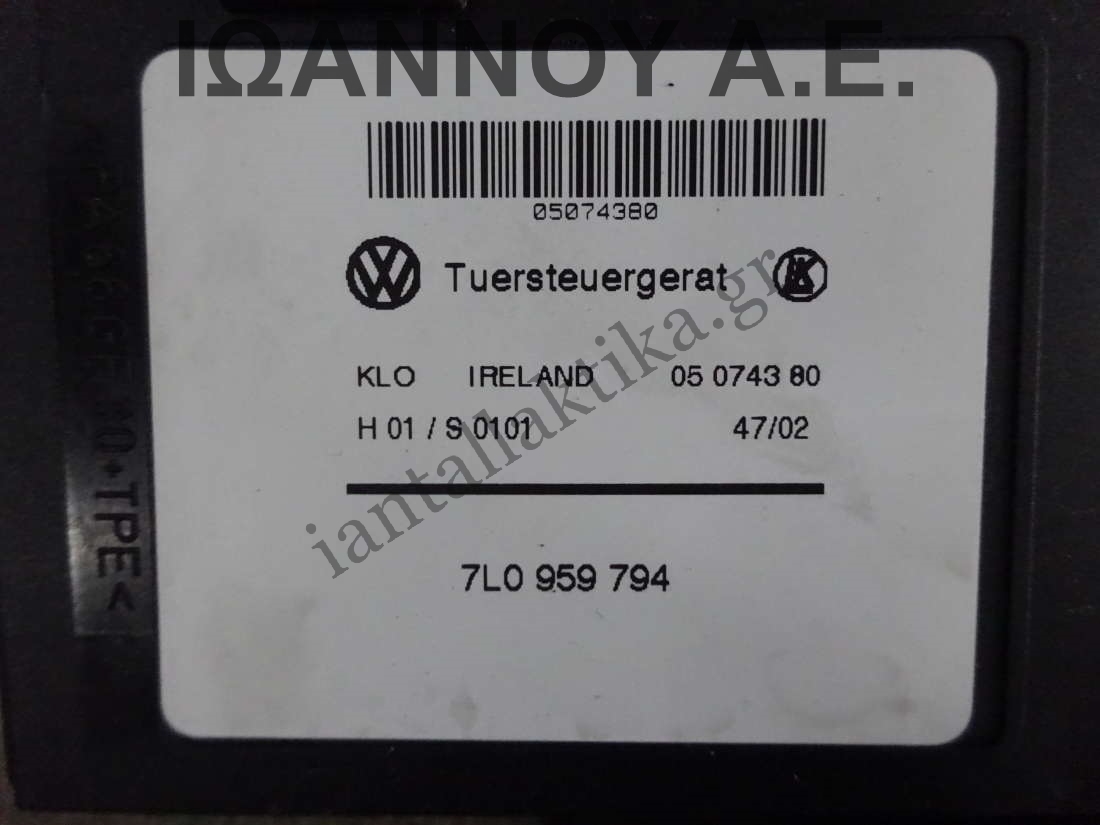 ΙΩΑΝΝΟΥ Α.Ε.
05074380
Tuersteuergerat
KLO IRELAND 05 0743 80
H 01 / S 0101 47/02
7L0 959 794
iantallaktika.gr
+TPE<